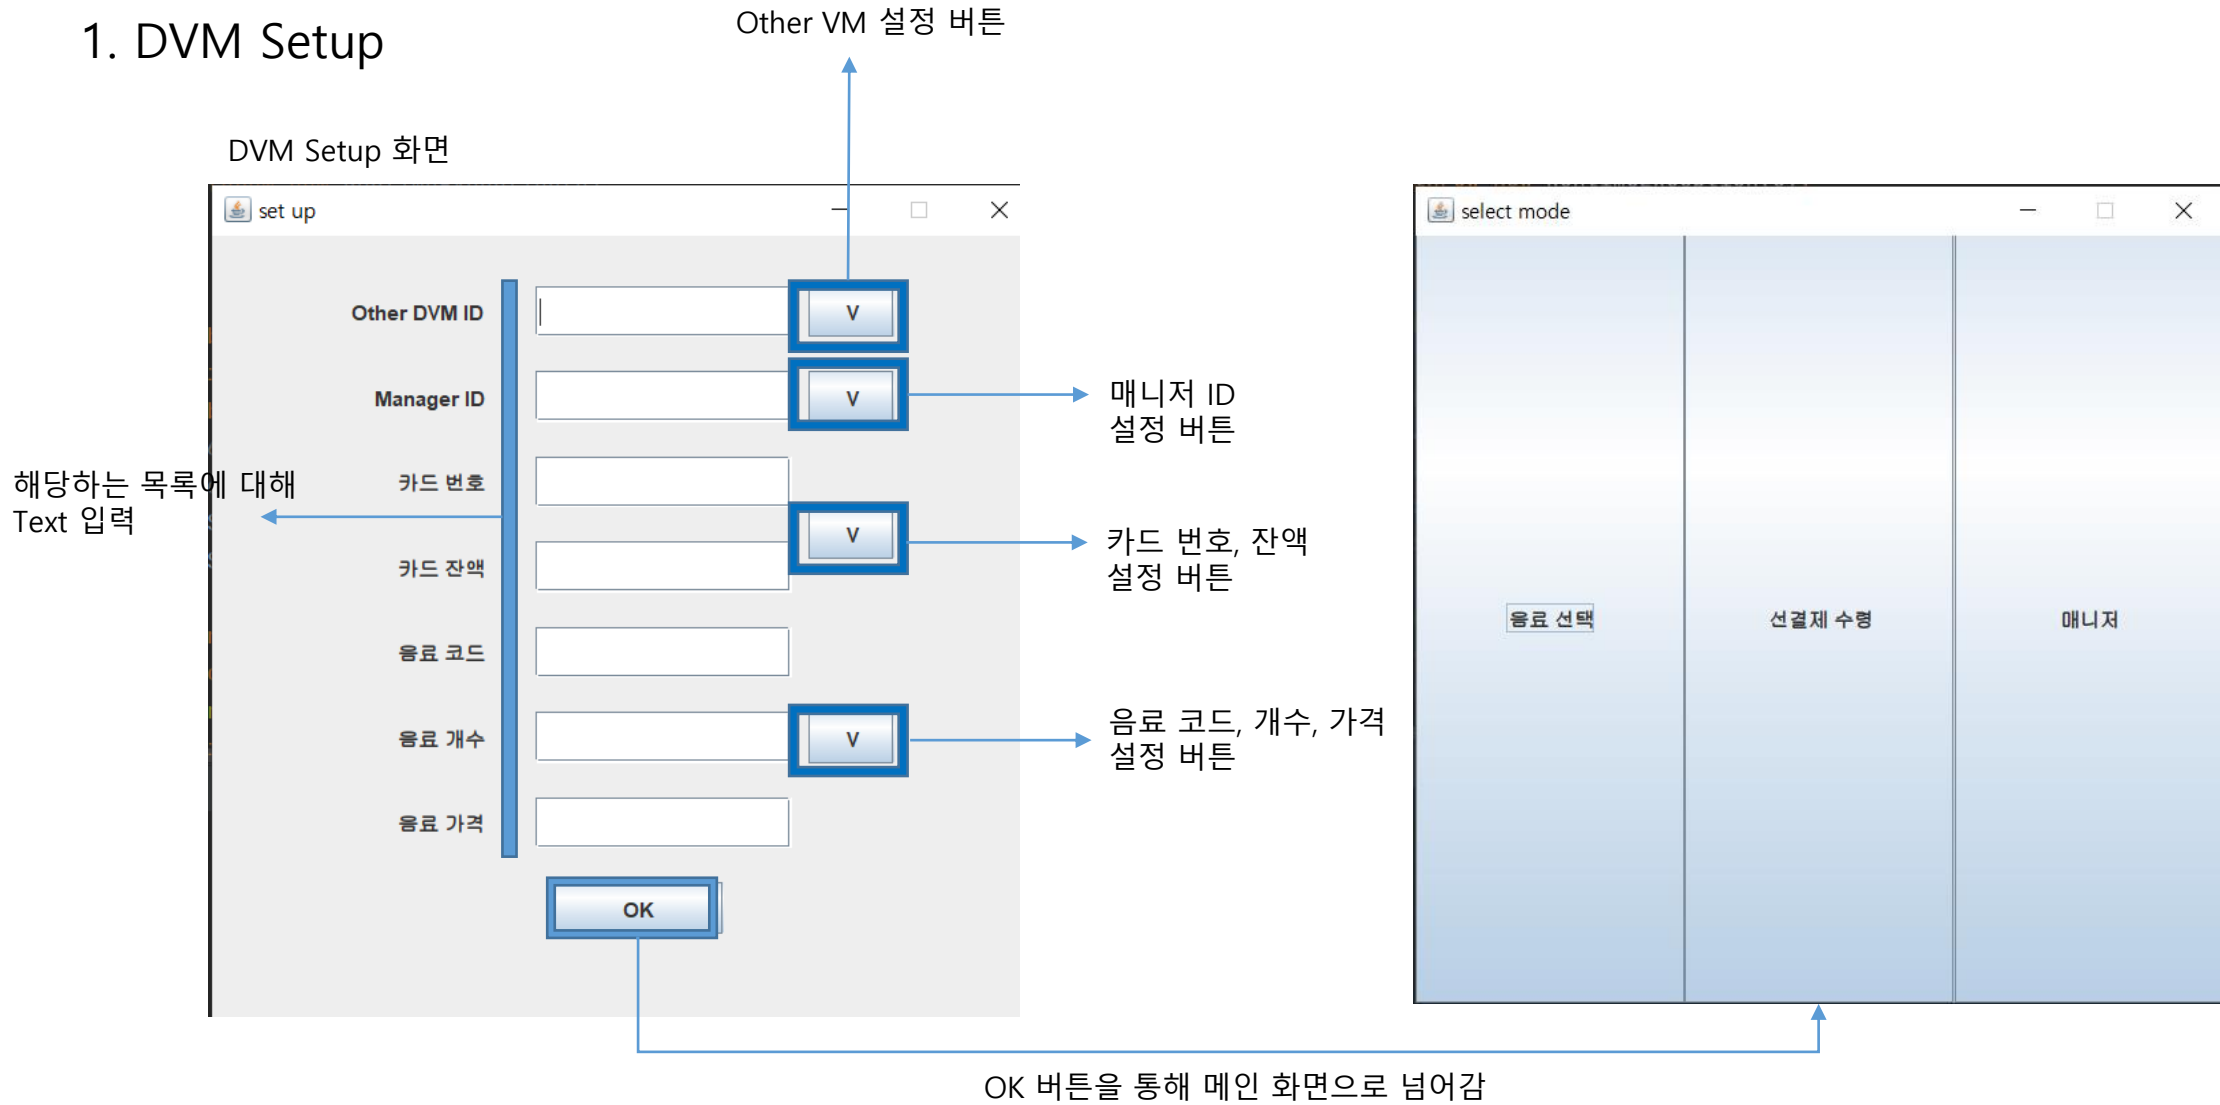 1. DVM Setup
Other VM 설정 버튼
DVM Setup 화면
set up
Other DVM ID
V
Manager ID
V
매니저 ID
설정 버튼
해당하는 목록에 대해
Text 입력
카드 번호
V
카드 잔액
카드 번호, 잔액
설정 버튼
음료 코드
음료 개수
V
음료 코드, 개수, 가격
설정 버튼
음료 가격
OK
select mode
음료 선택
선결제 수령
매니저
OK 버튼을 통해 메인 화면으로 넘어감